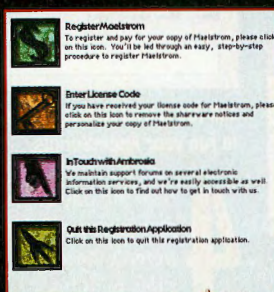 Register Maelstrom
To register and pay for your copy of Maelstrom, please click
on this icon. You'll be led through an easy, step-by-step
procedure to register Maelstrom.
Enter License Code
If you have received your license code for Maelstrom, please
click on this icon to remove the shareware notices and
personalize your copy of Maelstrom.
In Touch with Ambrosia
We maintain support forums on several electronic
information services, and we're easily accessible as well.
Click on this icon to find out how to get in touch with us.
Quit this Registration Application
Click on this icon to quit this registration application.